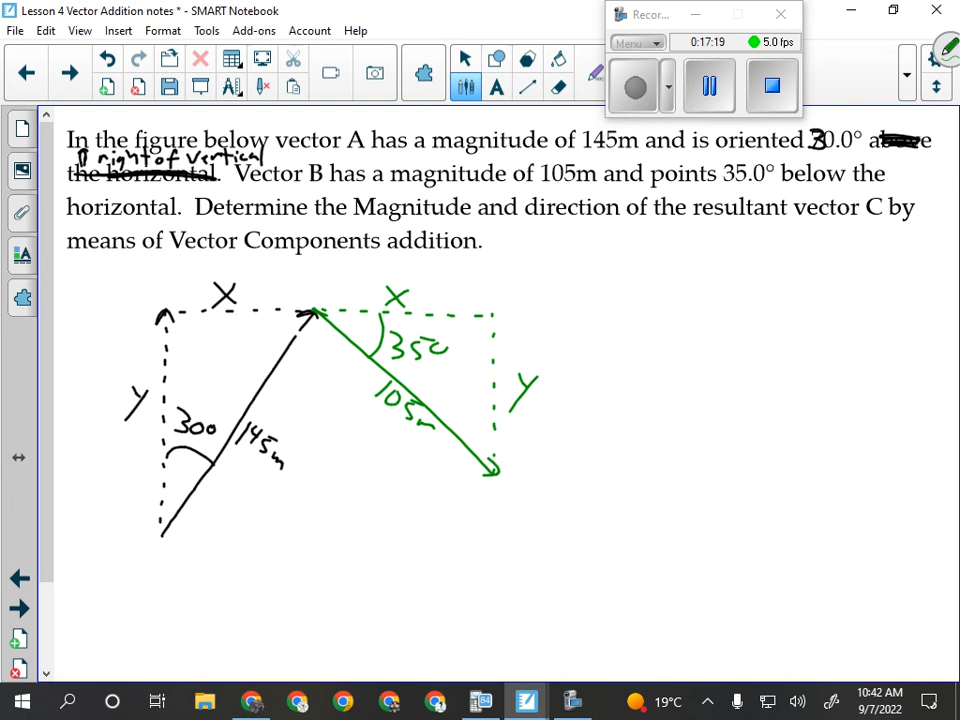 Lesson 4 Vector Addition notes * - SMART Notebook
File Edit View Insert Format Tools Add-ons Account Help
Recor...
Menu 0:17:19 5.0 fps
In the figure below vector A has a magnitude of 145m and is oriented 30.0°
right of vertical
the horizontal. Vector B has a magnitude of 105m and points 35.0° below the
horizontal. Determine the Magnitude and direction of the resultant vector C by
means of Vector Components addition.
X X
35°
Y 105m Y
30° 145m
19°C 10:42 AM
9/7/2022